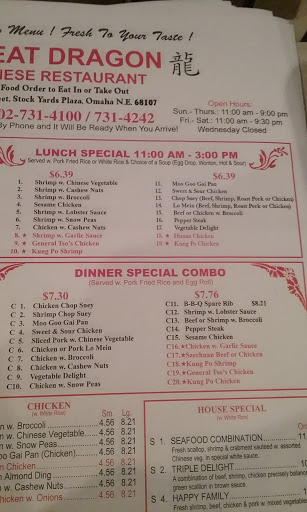 Menu ! Fresh To Your Taste !
EAT DRAGON 龍
NESE RESTAURANT
Food Order to Eat in or Take Out
eet, Stock Yards Plaza, Omaha N.E. 68107
02-731-4100 / 731-4242
By Phone and It Will Be Ready When You Arrive!
Open Hours:
Sun.- Thurs.: 11:00 am - 9:00 pm
Fri.- Sat.: 11:00 am - 9:30 pm
Wednesday Closed
LUNCH SPECIAL 11:00 AM - 3:00 PM
Served w. Pork Fried Rice or White Rice & Choice of a Soup (Egg Drop, Wonton, Hot & Sour)
$6.39
1. Shrimp w. Chinese Vegetable
2. Shrimp w. Cashew Nuts
3. Shrimp w. Broccoli
4. Sesame Chicken
5. Shrimp w. Lobster Sauce
6. Shrimp w. Snow Peas
7. Chicken w. Cashew Nuts
8. Shrimp w. Garlic Sauce
9. General Tso's Chicken
10. Kung Po Shrimp
$6.39
11. Moo Goo Gai Pan
12. Sweet & Sour Chicken
13. Chop Suey (Beef, Shrimp, Roast Pork or Chicken)
14. Lo Mein (Beef, Shrimp, Roast Pork or Chicken)
15. Beef or Chicken w. Broccoli
16. Pepper Steak
17. Vegetable Delight
18. Hunan Chicken
19. Kung Po Chicken
DINNER SPECIAL COMBO
(Served w. Pork Fried Rice and Egg Roll)
$7.30
C 1. Chicken Chop Suey
C 2. Shrimp Chop Suey
C 3. Moo Goo Gai Pan
C 4. Sweet & Sour Chicken
C 5. Sliced Pork w. Chinese Vegetable
C 6. Chicken or Pork Lo Mein
C 7. Chicken w. Broccoli
C 8. Chicken w. Cashew Nuts
C 9. Vegetable Delight
C10. Chicken w. Snow Peas
$7.76
C11. B-B-Q Spare Rib $8.21
C12. Shrimp w. Lobster Sauce
C13. Beef or Shrimp w. Broccoli
C14. Pepper Steak
C15. Sesame Chicken
C16. Chicken w. Garlic Sauce
C17. Szechuan Beef or Chicken
C18. Kung Po Shrimp
C19. General Tso's Chicken
C20. Kung Po Chicken
CHICKEN
(w. White Rice) Sm. Lg.
n w. Broccoli 4.56 8.21
n w. Chinese Vegetable 4.56 8.21
n w. Snow Peas 4.56 8.21
oo Gai Pan (Chicken) 4.56 8.21
n Chicken 4.56 8.21
n Almond Ding 4.56 8.21
w. Cashew Nuts 4.56 8.21
n w. Onions 4.56 8.21
HOUSE SPECIAL
(w. White Rice)
S 1. SEAFOOD COMBINATION 11
Fresh scallop, shrimp & crabmeat sauteed w. assorted
Chinese veg. in special white sauce.
S 2. TRIPLE DELIGHT 10
A combination of beef, shrimp, chicken precisely balanced
green scallion in brown sauce.
S 4. HAPPY FAMILY
Fresh shrimp, beef, chicken & pork w. mixed vegetables